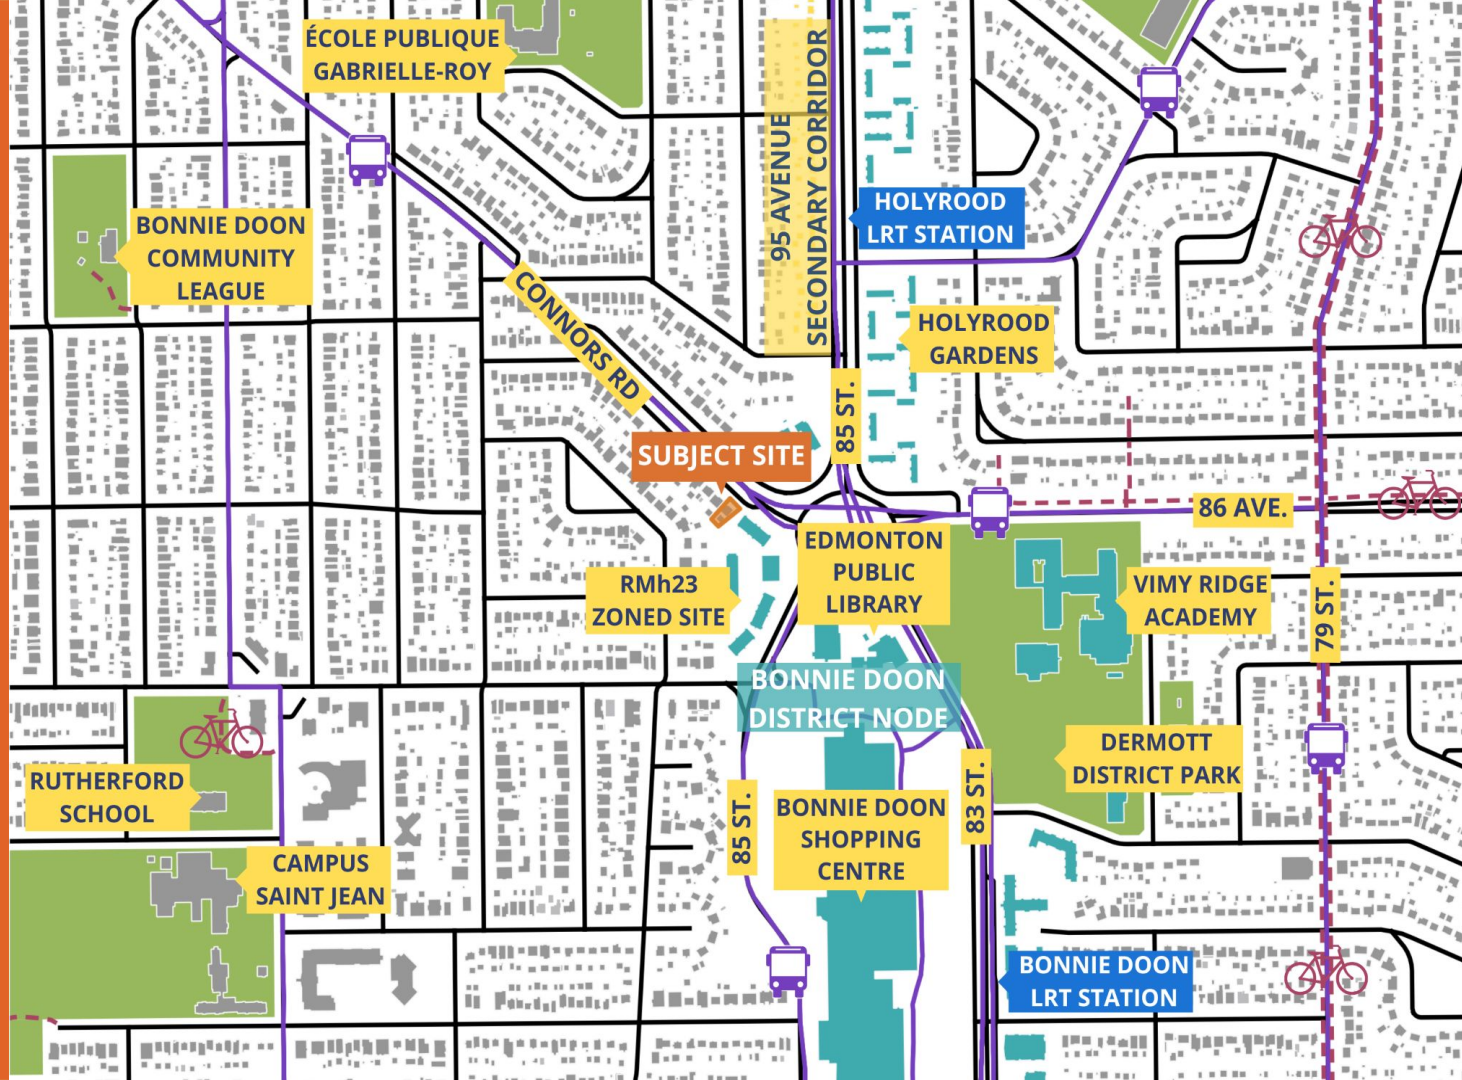 ÉCOLE PUBLIQUE
GABRIELLE-ROY
95 AVENUE
SECONDARY CORRIDOR
HOLYROOD
LRT STATION
BONNIE DOON
COMMUNITY
LEAGUE
CONNORS RD
HOLYROOD
GARDENS
85 ST.
SUBJECT SITE
86 AVE.
EDMONTON
PUBLIC
LIBRARY
RMh23
ZONED SITE
VIMY RIDGE
ACADEMY
79 ST.
BONNIE DOON
DISTRICT NODE
DERMOTT
DISTRICT PARK
RUTHERFORD
SCHOOL
85 ST.
BONNIE DOON
SHOPPING
CENTRE
83 ST.
CAMPUS
SAINT JEAN
BONNIE DOON
LRT STATION